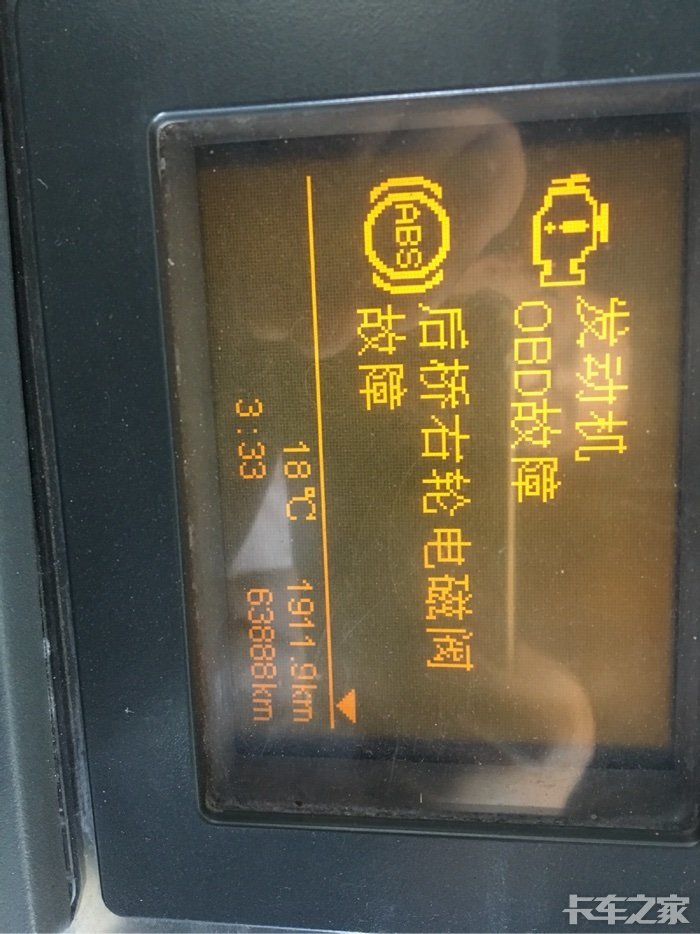 发动机
OBD故障
ABS
后桥右轮电磁阀
故障
18℃ 1911.9km
3:33 63888km
卡车之家